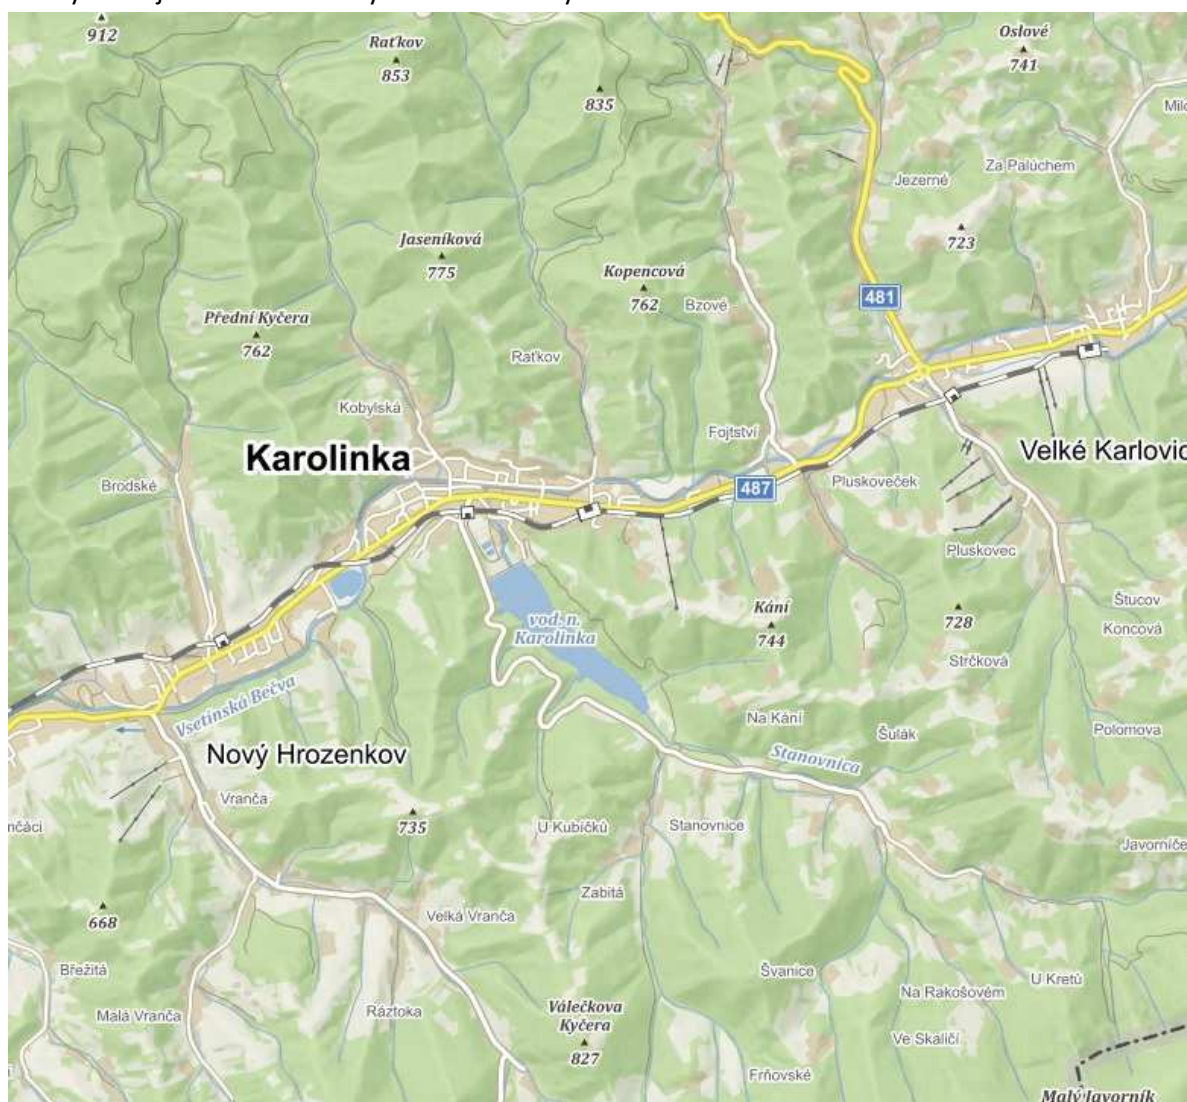 912
Raťkov
853
835
Oslové
741
Milo
Za Palúchem
Jezerné
723
Jaseníková
775
Kopencová
762
Bzové
481
Přední Kyčera
762
Raťkov
Kobylská
Fojtství
Karolinka
Velké Karlovic
Brodské
487
Pluskoveček
Pluskovec
Štucov
Kání
744
728
Koncová
vod. n.
Karolinka
Strčková
Vsetínská Bečva
Na Kání
Šulák
Polomova
Nový Hrozenkov
Stanovnica
Vranča
735
nčáci
U Kubíčků
Stanovnice
Javorníče
Zabitá
668
Velká Vranča
Břežitá
Švanice
U Kretů
Na Rakošovém
Malá Vranča
Ráztoka
Válečkova
Kyčera
827
Ve Skaličí
Frňovské
Malý Javorník